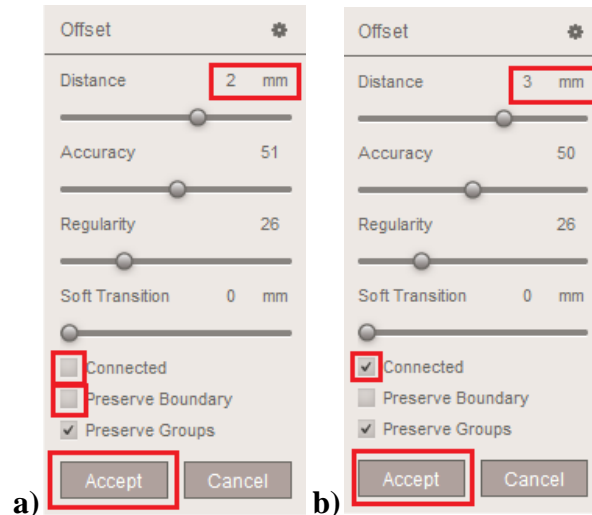 Offset
Distance 2 mm
Accuracy 51
Regularity 26
Soft Transition 0 mm
Connected
Preserve Boundary
Preserve Groups
Accept Cancel
a)
Offset
Distance 3 mm
Accuracy 50
Regularity 26
Soft Transition 0 mm
Connected
Preserve Boundary
Preserve Groups
Accept Cancel
b)